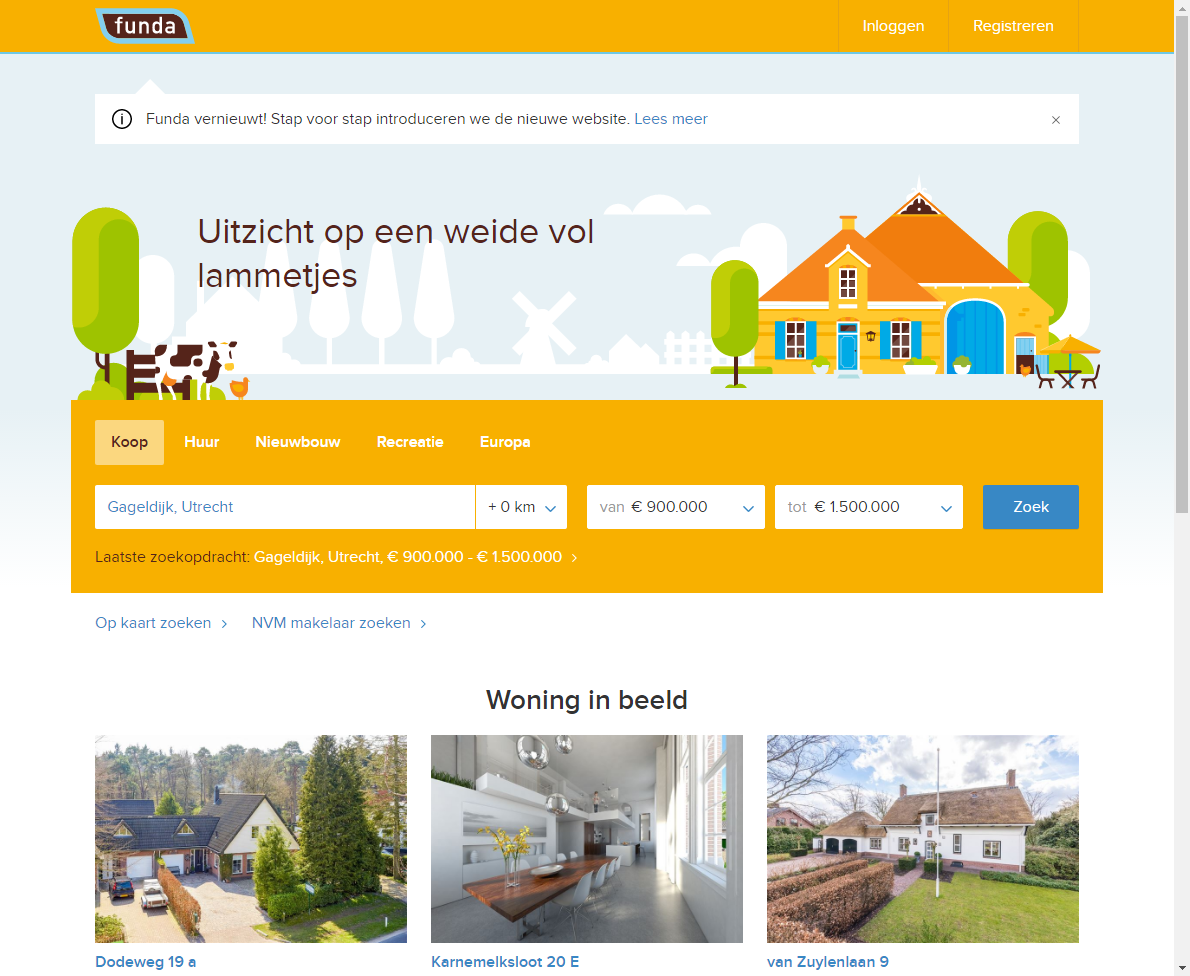 funda
Inloggen
Registreren
Funda vernieuwt! Stap voor stap introduceren we de nieuwe website. Lees meer
Uitzicht op een weide vol
lammetjes
Koop
Huur
Nieuwbouw
Recreatie
Europa
Gageldijk, Utrecht
+ 0 km
van € 900.000
tot € 1.500.000
Zoek
Laatste zoekopdracht: Gageldijk, Utrecht, € 900.000 - € 1.500.000
Op kaart zoeken
NVM makelaar zoeken
Woning in beeld
Dodeweg 19 a
Karnemelksloot 20 E
van Zuylenlaan 9